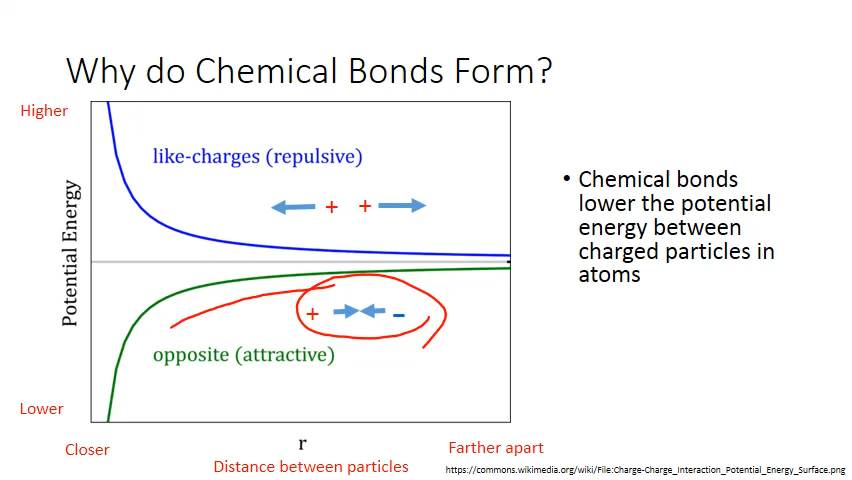 Why do Chemical Bonds Form?
Higher
like-charges (repulsive)
+ +
Potential Energy
+ –
opposite (attractive)
Lower
Closer
r
Farther apart
Distance between particles
• Chemical bonds
lower the potential
energy between
charged particles in
atoms
https://commons.wikimedia.org/wiki/File:Charge-Charge_Interaction_Potential_Energy_Surface.png